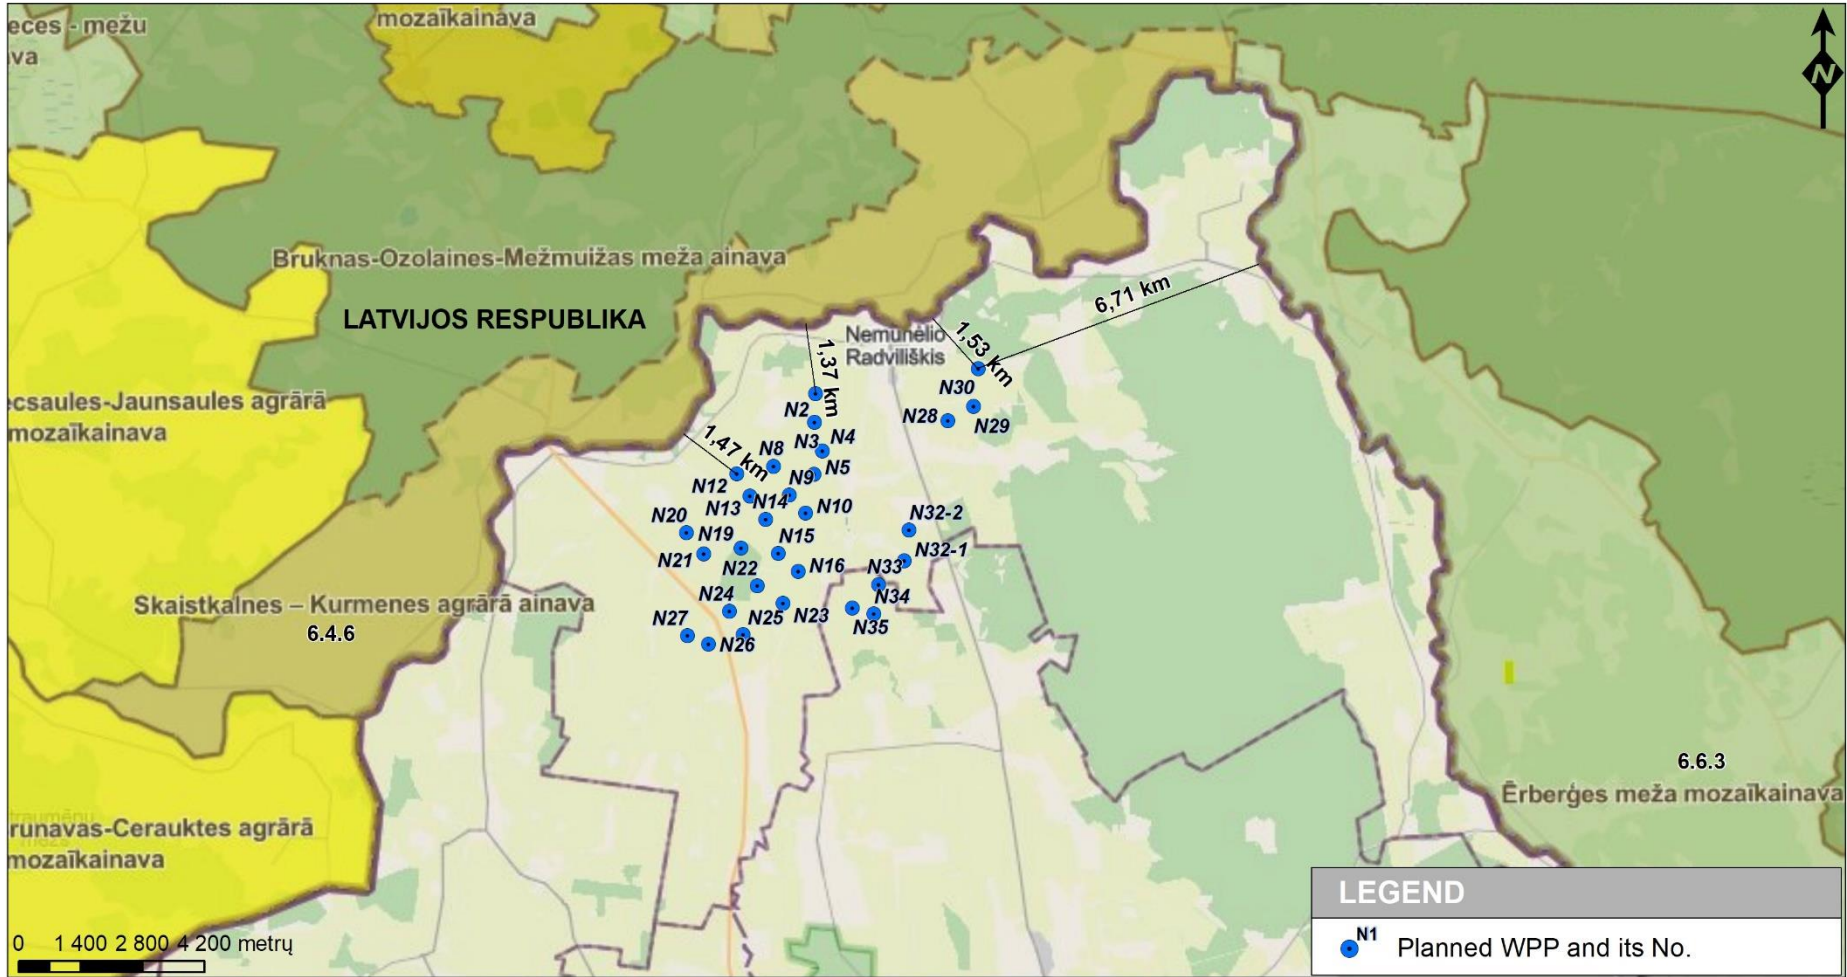 eces - mežu
va
mozaīkainava
N
Bruknas-Ozolaines-Mežmuižas meža ainava
LATVIJOS RESPUBLIKA
6,71 km
Nemunėlio
Radviliškis
1,53 km
1,37 km
N30
N2
N28
N29
ecsaules-Jaunsaules agrārā
mozaīkainava
1,47 km
N8
N3
N4
N5
N12
N9
N13
N14
N10
N20
N19
N15
N32-2
N21
N22
N16
N32-1
N33
Skaistkalnes – Kurmenes agrārā ainava
6.4.6
N24
N34
N27
N25
N23
N35
N26
6.6.3
Ērberģes meža mozaīkainava
traumēnu
mežs
runavas-Cerauktes agrārā
mozaīkainava
LEGEND
N1 Planned WPP and its No.
0 1 400 2 800 4 200 metrų